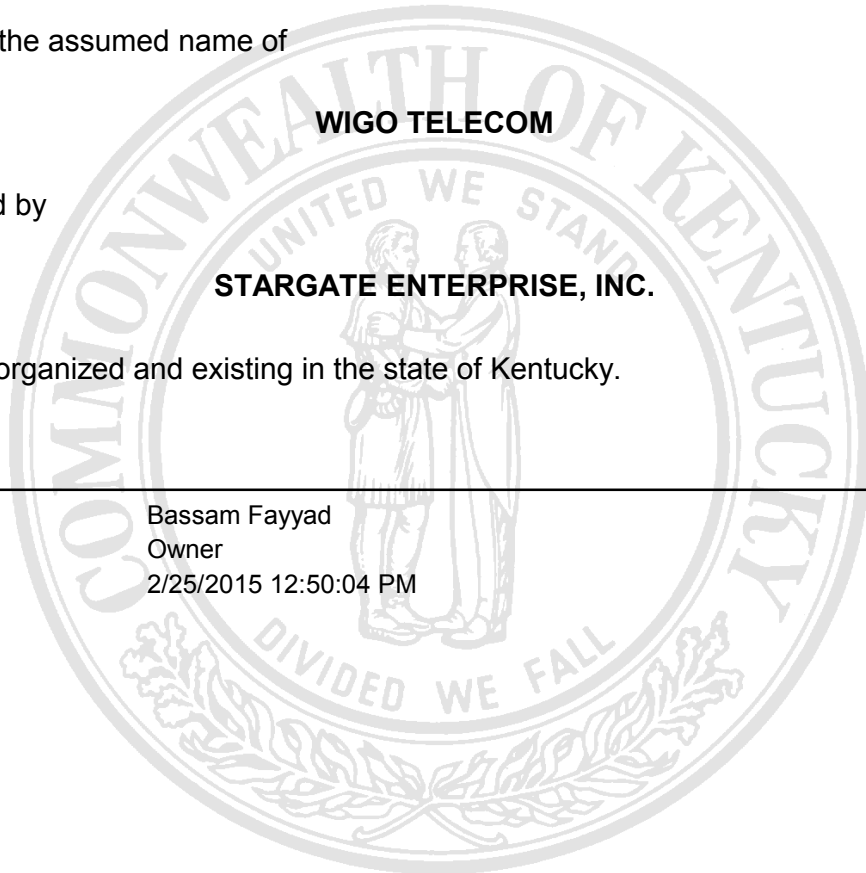 the assumed name of
WIGO TELECOM
d by
STARGATE ENTERPRISE, INC.
organized and existing in the state of Kentucky.
Bassam Fayyad
Owner
2/25/2015 12:50:04 PM
COMMONWEALTH OF KENTUCKY
UNITED WE STAND
DIVIDED WE FALL